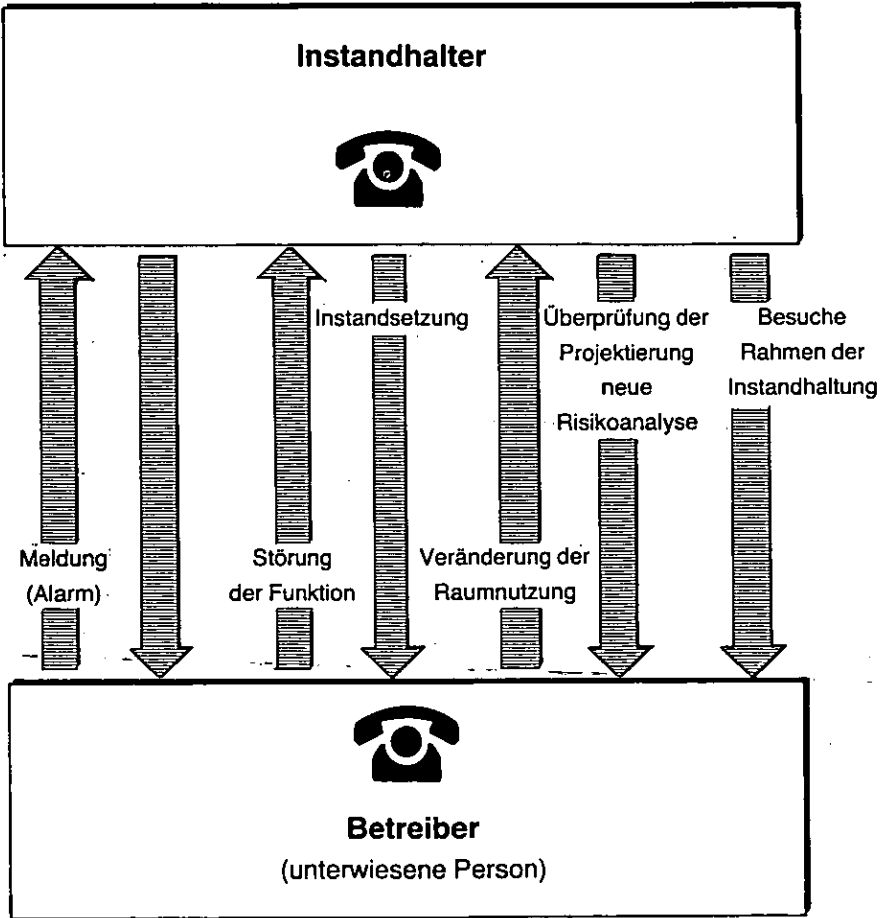 Instandhalter
Instandsetzung
Überprüfung der
Projektierung
neue
Risikoanalyse
Besuche
Rahmen der
Instandhaltung
Meldung
(Alarm)
Störung
der Funktion
Veränderung der
Raumnutzung
Betreiber
(unterwiesene Person)